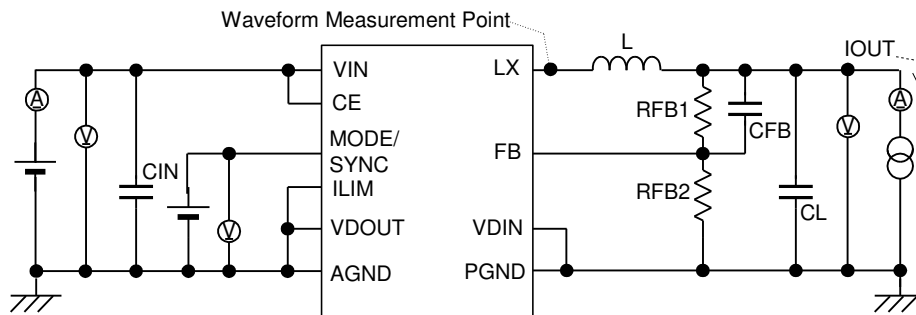 Waveform Measurement Point
L
IOUT
VIN
LX
A
A
CE
RFB1
V
MODE/
CFB
V
CIN
SYNC
FB
ILIM
RFB2
V
VDOUT
VDIN
CL
AGND
PGND